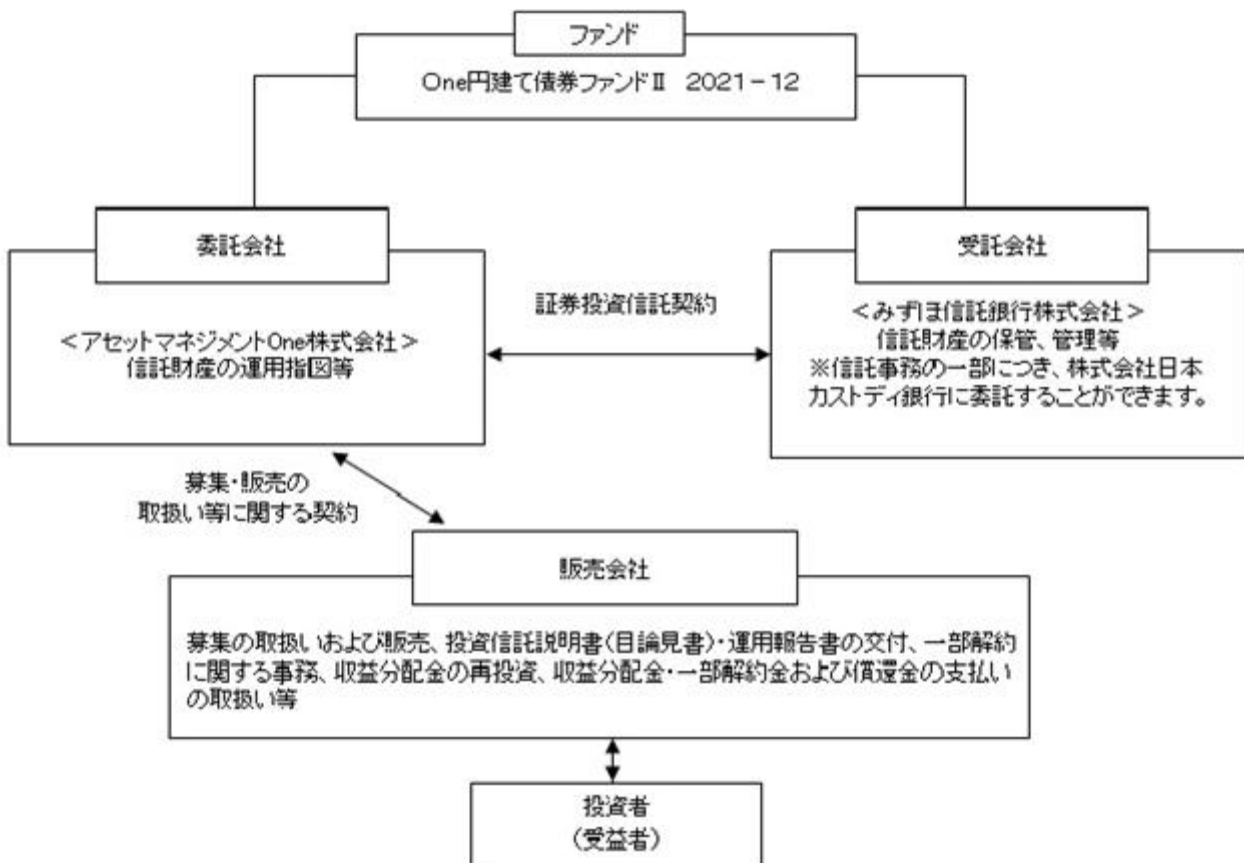 ファンド
One円建て債券ファンドⅡ 2021-12
委託会社
<アセットマネジメントOne株式会社>
信託財産の運用指図等
証券投資信託契約
受託会社
<みずほ信託銀行株式会社>
信託財産の保管、管理等
※信託事務の一部につき、株式会社日本
カストディ銀行に委託することができます。
募集・販売の
取扱い等に関する契約
販売会社
募集の取扱いおよび販売、投資信託説明書(目論見書)・運用報告書の交付、一部解約
に関する事務、収益分配金の再投資、収益分配金・一部解約金および償還金の支払い
の取扱い等
投資者
(受益者)